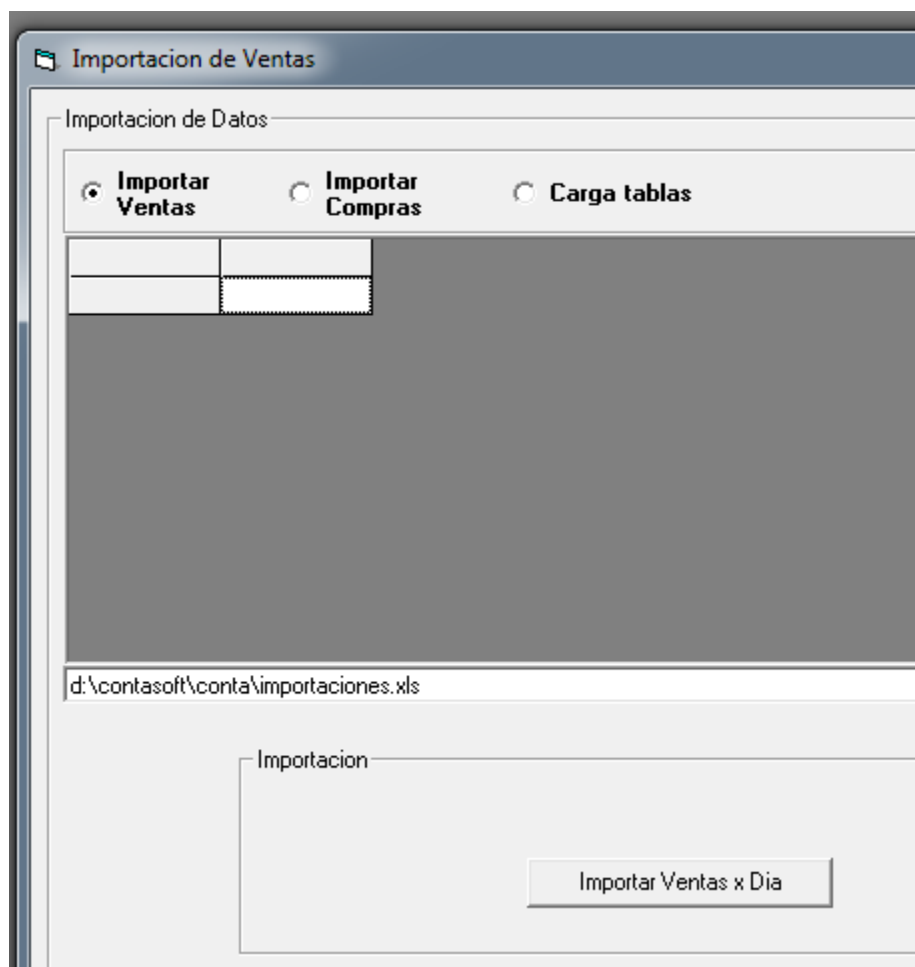 Importacion de Ventas
Importacion de Datos
Importar
Ventas
Importar
Compras
Carga tablas
d:\contasoft\conta\importaciones.xls
Importacion
Importar Ventas x Dia